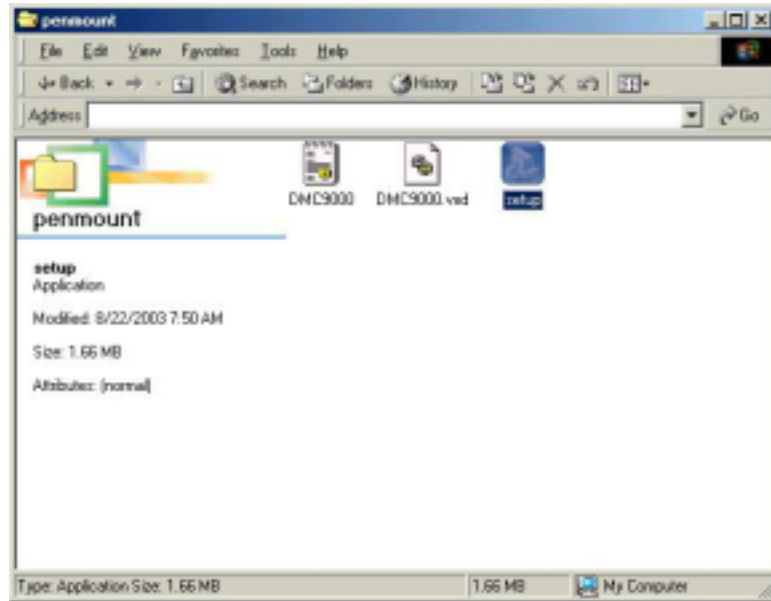 penmount
File Edit View Favorites Tools Help
Back Search Folders History
Address Go
DMC9000 DMC9000.vxd setup
penmount
setup
Application
Modified: 8/22/2003 7:50 AM
Size: 1.66 MB
Attributes: (normal)
Type: Application Size: 1.66 MB 1.66 MB My Computer